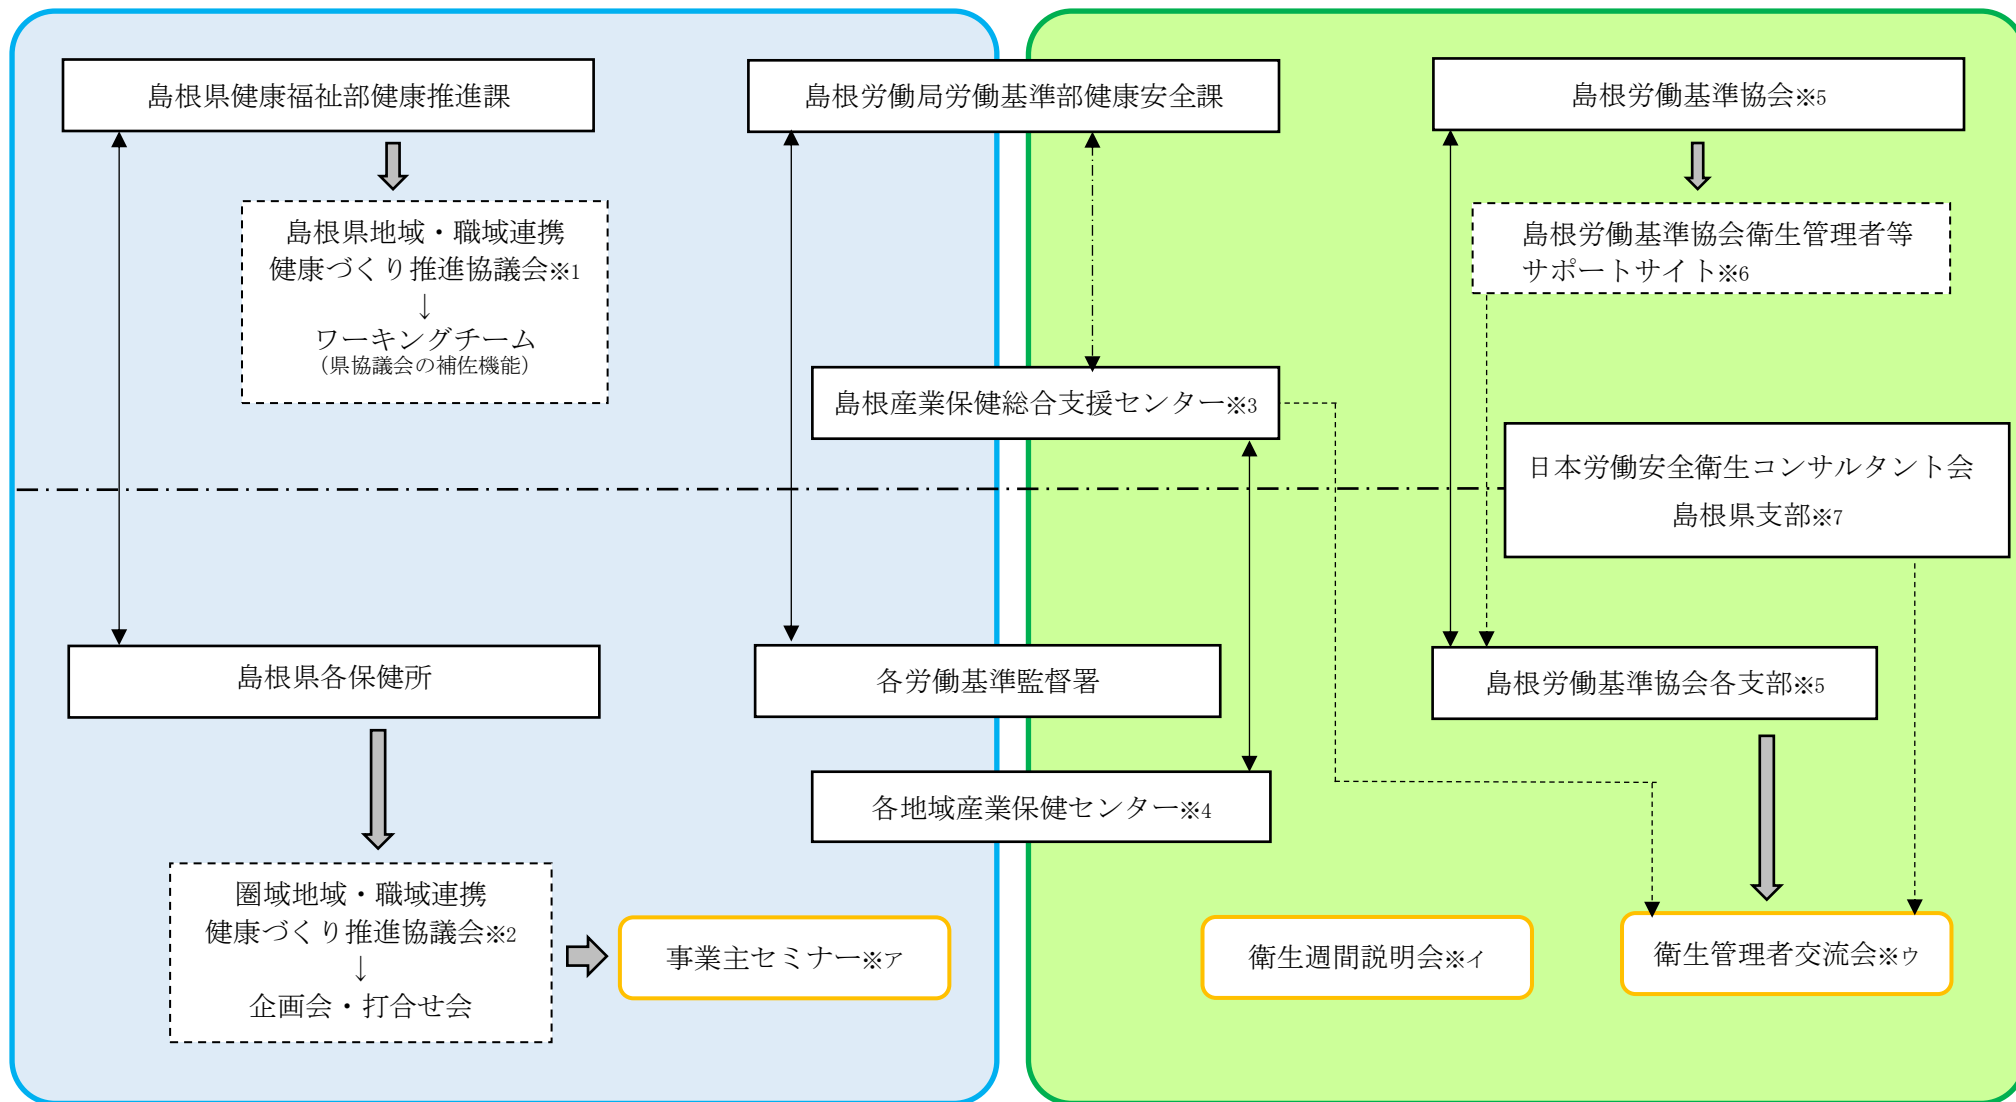 島根県健康福祉部健康推進課
島根労働局労働基準部健康安全課
島根労働基準協会※5
島根県地域・職域連携
健康づくり推進協議会※1
↓
ワーキングチーム
（県協議会の補佐機能）
島根労働基準協会衛生管理者等
サポートサイト※6
島根産業保健総合支援センター※3
日本労働安全衛生コンサルタント会
島根県支部※7
島根県各保健所
各労働基準監督署
島根労働基準協会各支部※5
各地域産業保健センター※4
圏域地域・職域連携
健康づくり推進協議会※2
↓
企画会・打合せ会
事業主セミナー※ア
衛生週間説明会※イ
衛生管理者交流会※ウ